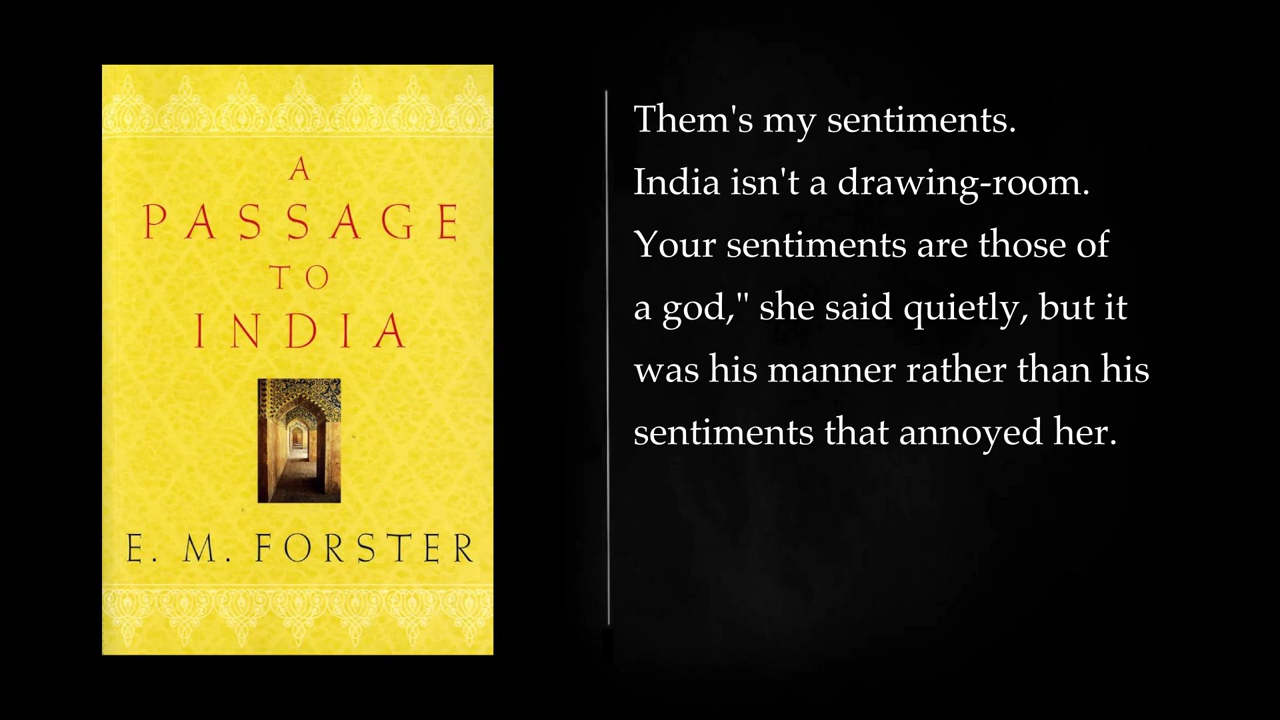 A
PASSAGE
TO
INDIA
E. M. FORSTER
Them's my sentiments.
India isn't a drawing-room.
Your sentiments are those of
a god," she said quietly, but it
was his manner rather than his
sentiments that annoyed her.